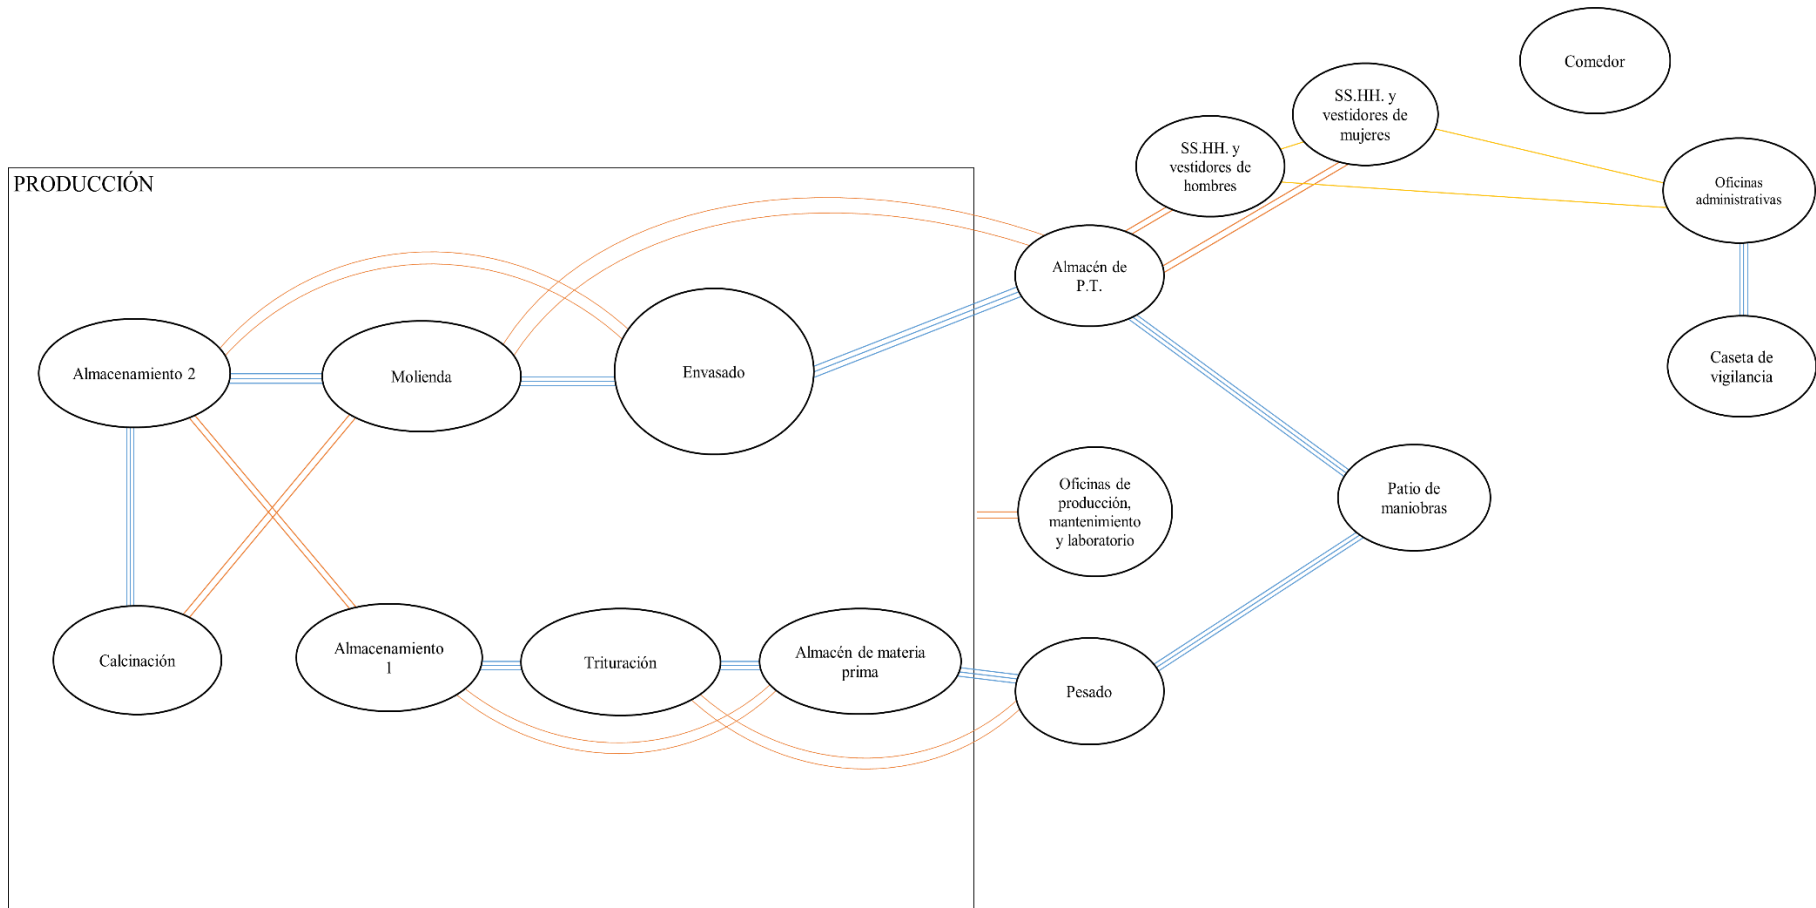 Comedor
SS.HH. y
vestidores de
mujeres
SS.HH. y
vestidores de
hombres
PRODUCCIÓN
Oficinas
administrativas
Almacén de
P.T.
Almacenamiento 2
Molienda
Envasado
Caseta de
vigilancia
Oficinas de
producción,
mantenimiento
y laboratorio
Patio de
maniobras
Calcinación
Almacenamiento
1
Trituración
Almacén de materia
prima
Pesado